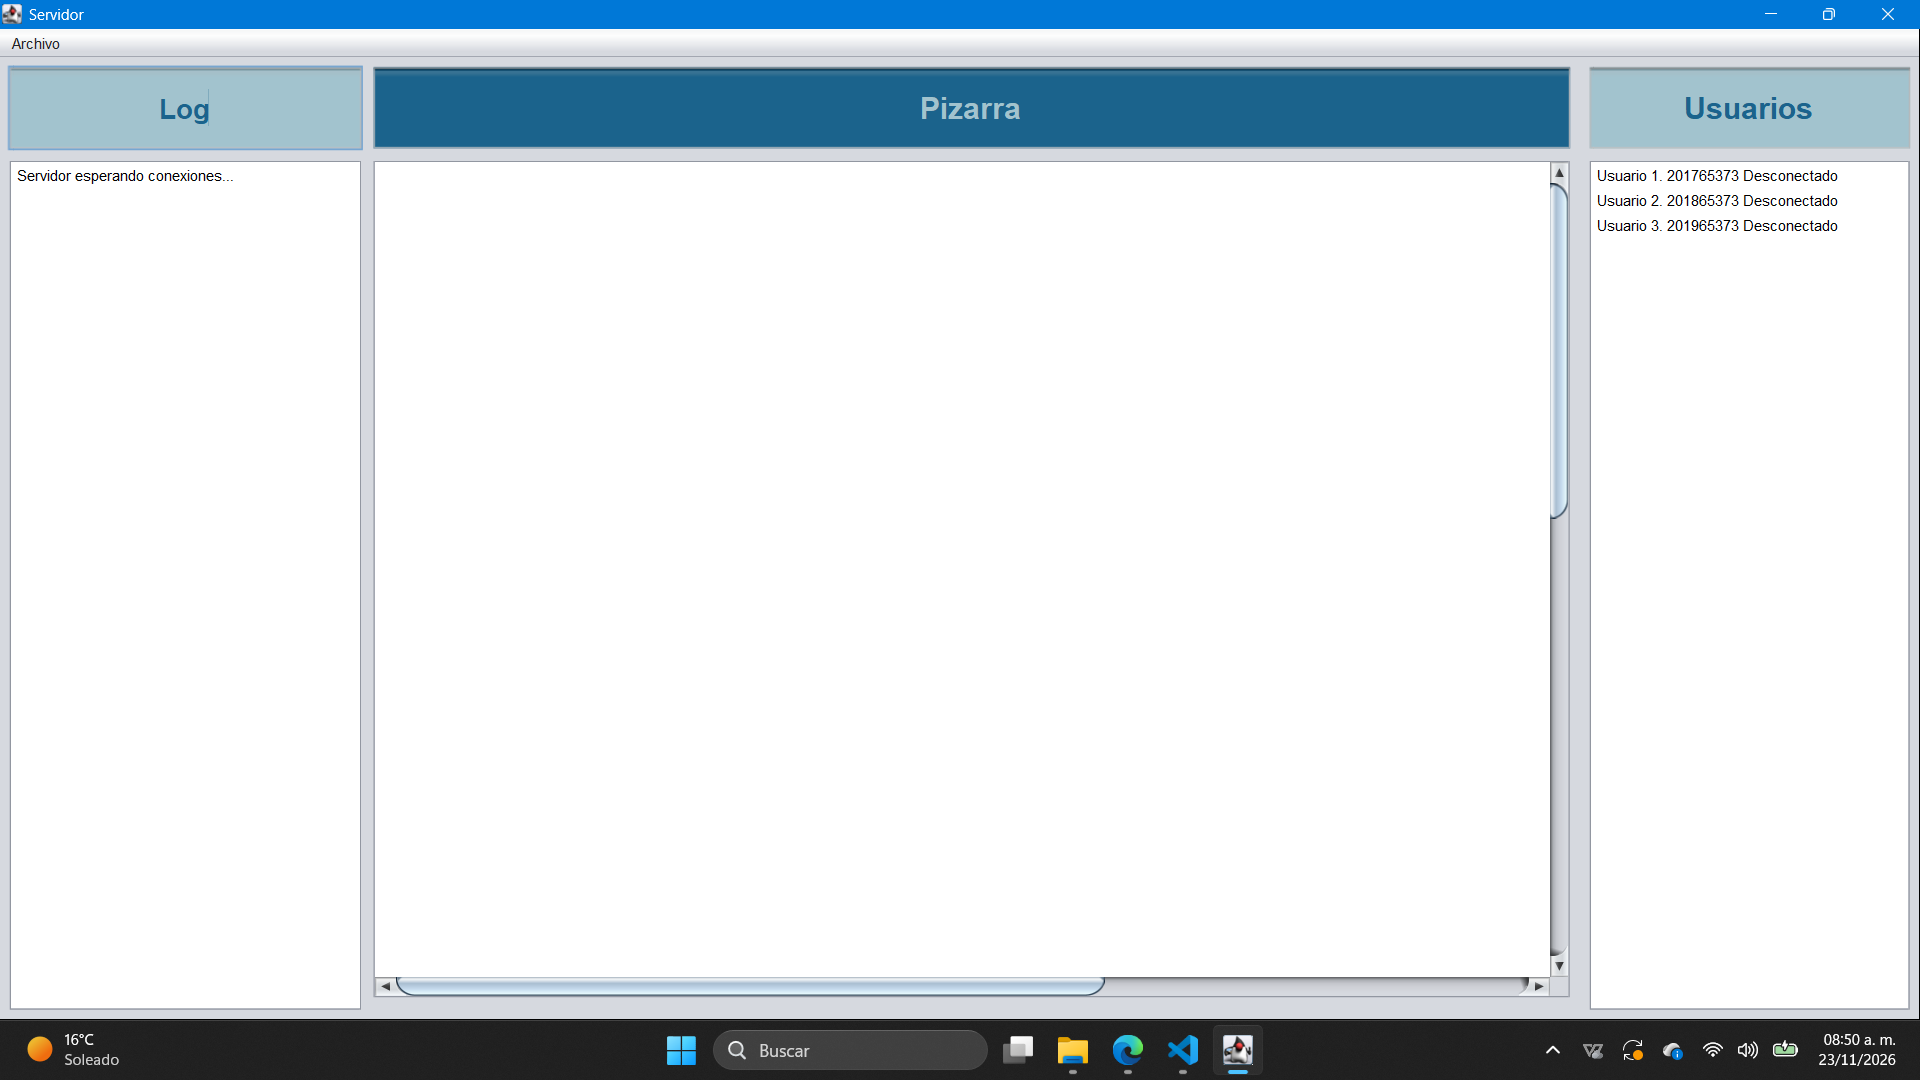 Servidor
Archivo
Log
Pizarra
Usuarios
Servidor esperando conexiones...
Usuario 1. 201765373 Desconectado
Usuario 2. 201865373 Desconectado
Usuario 3. 201965373 Desconectado
16°C
Soleado
Buscar
08:50 a. m.
23/11/2026